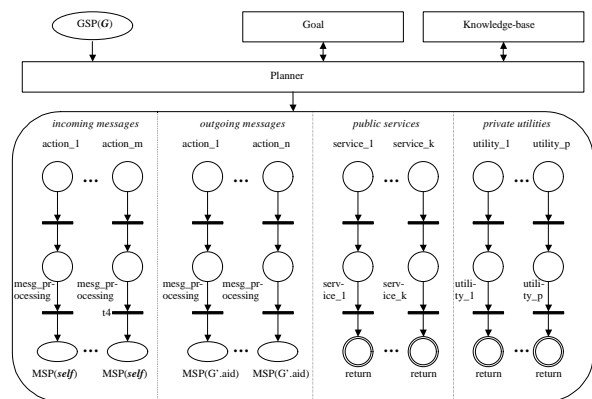 GSP(G)
Goal
Knowledge-base
Planner
incoming messages
outgoing messages
public services
private utilities
action_1
action_m
action_1
action_n
service_1
service_k
utility_1
utility_p
...
...
...
...
mesg_pr-
ocessing
mesg_pr-
ocessing
mesg_pr-
ocessing
mesg_pr-
ocessing
serv-
ice_1
serv-
ice_k
utili-
ty_1
utili-
ty_p
t4
...
...
...
...
MSP(self)
MSP(self)
MSP(G'.aid)
MSP(G'.aid)
return
return
return
return